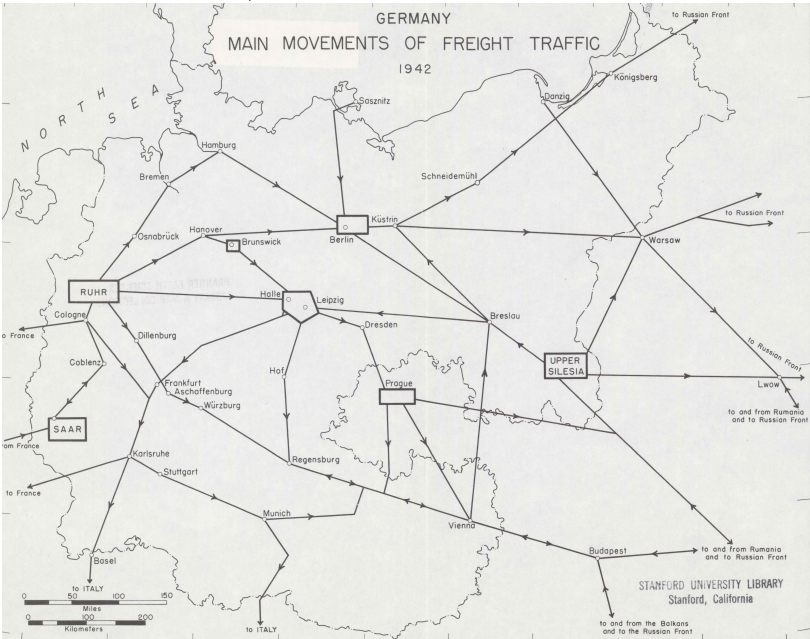 GERMANY
MAIN MOVEMENTS OF FREIGHT TRAFFIC
1942
to Russian Front
Königsberg
Danzig
Sassnitz
NORTH
SEA
Hamburg
Bremen
Schneidemühl
Küstrin
Berlin
to Russian Front
Osnabrück
Hanover
Brunswick
Warsaw
RUHR
Halle
Leipzig
Cologne
to France
Dresden
Breslau
Dillenburg
to Russian Front
Coblenz
UPPER
SILESIA
Hof
Frankfurt
Aschaffenburg
Würzburg
Prague
Lwow
to and from Rumania
and to Russian Front
SAAR
from France
Karlsruhe
Stuttgart
Regensburg
to France
Munich
Vienna
Budapest
to and from Rumania
and to Russian Front
Basel
to ITALY
to ITALY
to and from the Balkans
and to the Russian Front
STANFORD UNIVERSITY LIBRARY
Stanford, California
0 50 100 150
Miles
0 100 200
Kilometers